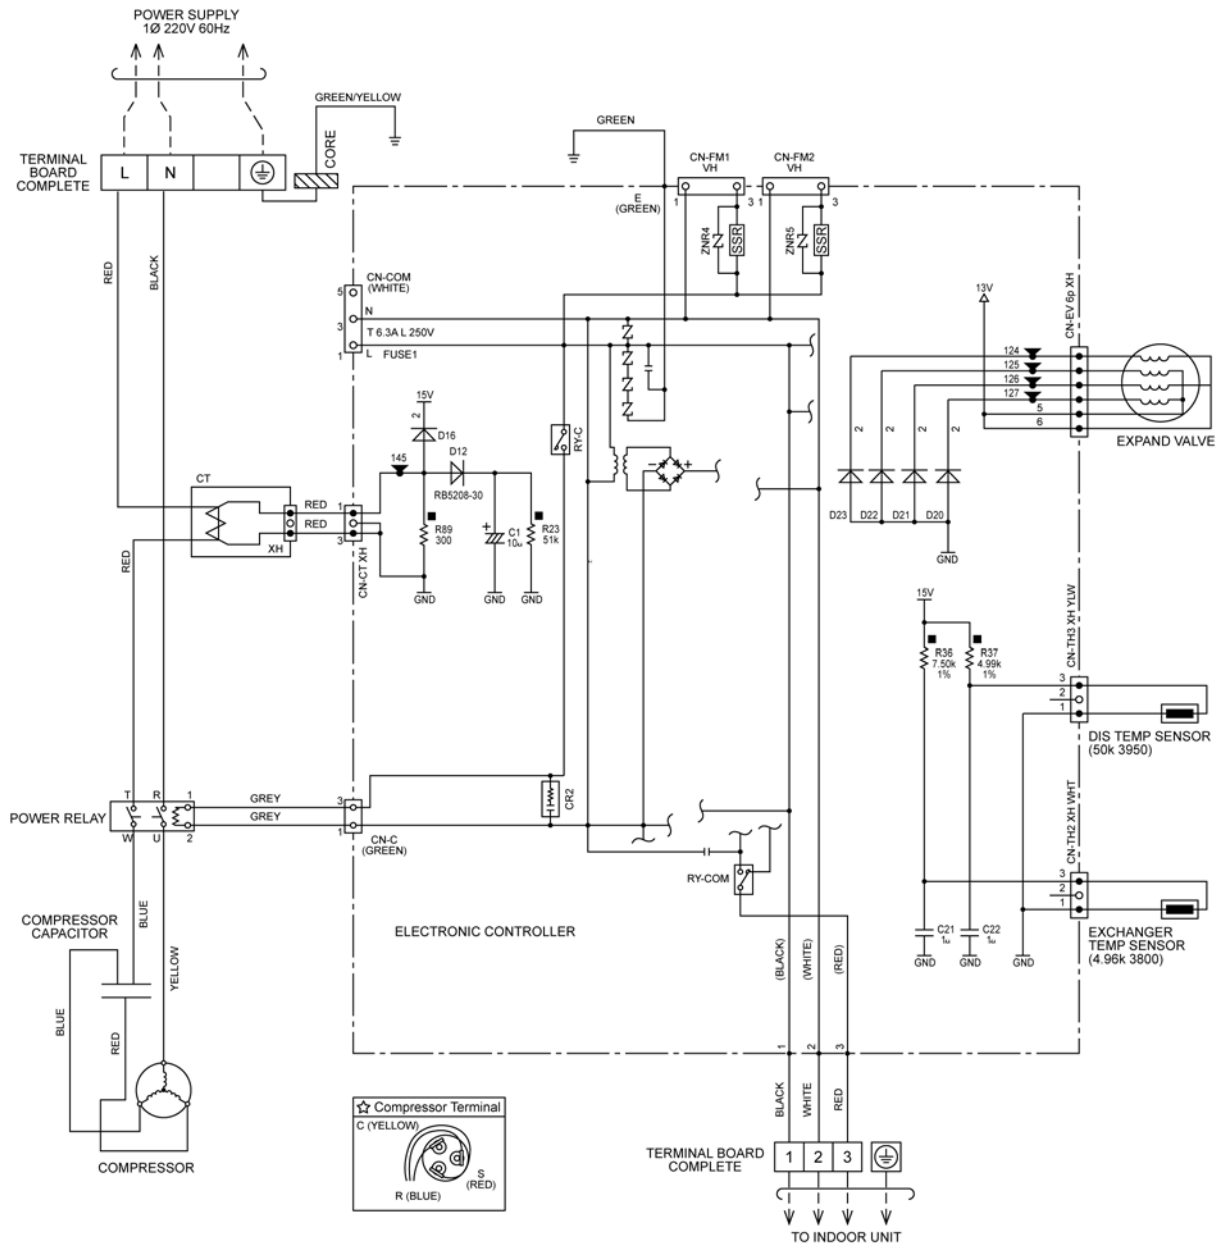 POWER SUPPLY
1Ø 220V 60Hz
GREEN/YELLOW
CORE
TERMINAL
BOARD
COMPLETE
L
N
RED
BLACK
GREEN
E
(GREEN)
CN-FM1
VH
CN-FM2
VH
1
3
1
3
ZNR4
SSR
ZNR5
SSR
CN-COM
(WHITE)
5
3
1
N
T 6.3A L 250V
L FUSE1
13V
CN-EV 6p XH
124
125
126
127
5
6
EXPAND VALVE
2
2
2
2
D23
D22
D21
D20
GND
15V
2
D16
145
D12
RB5208-30
RY-C
CT
XH
RED
RED
1
3
CN-CT XH
R89
300
C1
10u
R23
51k
GND
GND
GND
RED
15V
R36
7.50k
1%
R37
4.99k
1%
CN-TH3 XH YLW
3
2
1
DIS TEMP SENSOR
(50k 3950)
CN-TH2 XH WHT
3
2
1
EXCHANGER
TEMP SENSOR
(4.96k 3800)
C21
1u
C22
1u
GND
GND
GND
POWER RELAY
T
R
1
W
U
2
GREY
GREY
3
1
CN-C
(GREEN)
CR2
RY-COM
ELECTRONIC CONTROLLER
(BLACK)
(WHITE)
(RED)
1
2
3
COMPRESSOR
CAPACITOR
BLUE
YELLOW
BLUE
RED
COMPRESSOR
☆ Compressor Terminal
C (YELLOW)
S
(RED)
R (BLUE)
BLACK
WHITE
RED
TERMINAL BOARD
COMPLETE
1
2
3
TO INDOOR UNIT